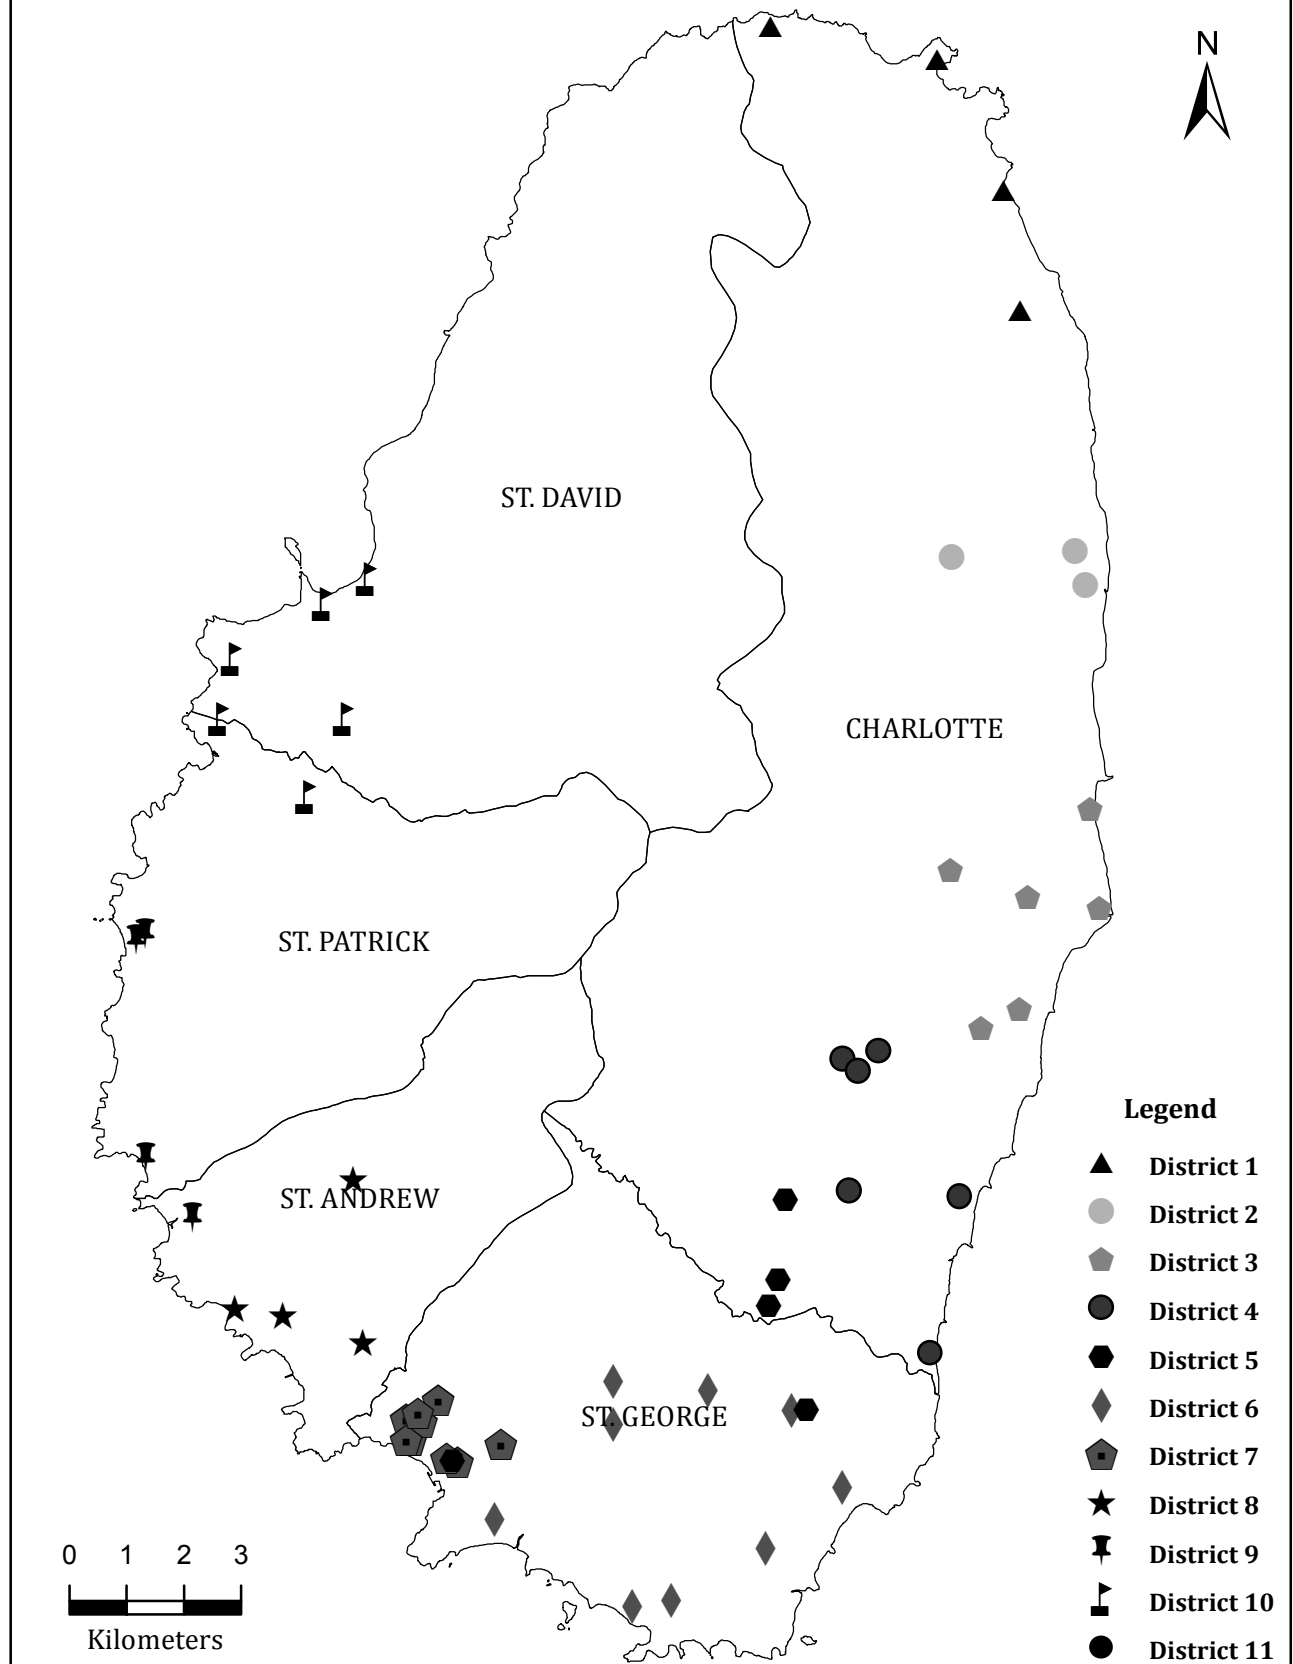 N
ST. DAVID
CHARLOTTE
ST. PATRICK
ST. ANDREW
ST. GEORGE
Legend
District 1
District 2
District 3
District 4
District 5
District 6
District 7
District 8
District 9
District 10
District 11
0 1 2 3
Kilometers